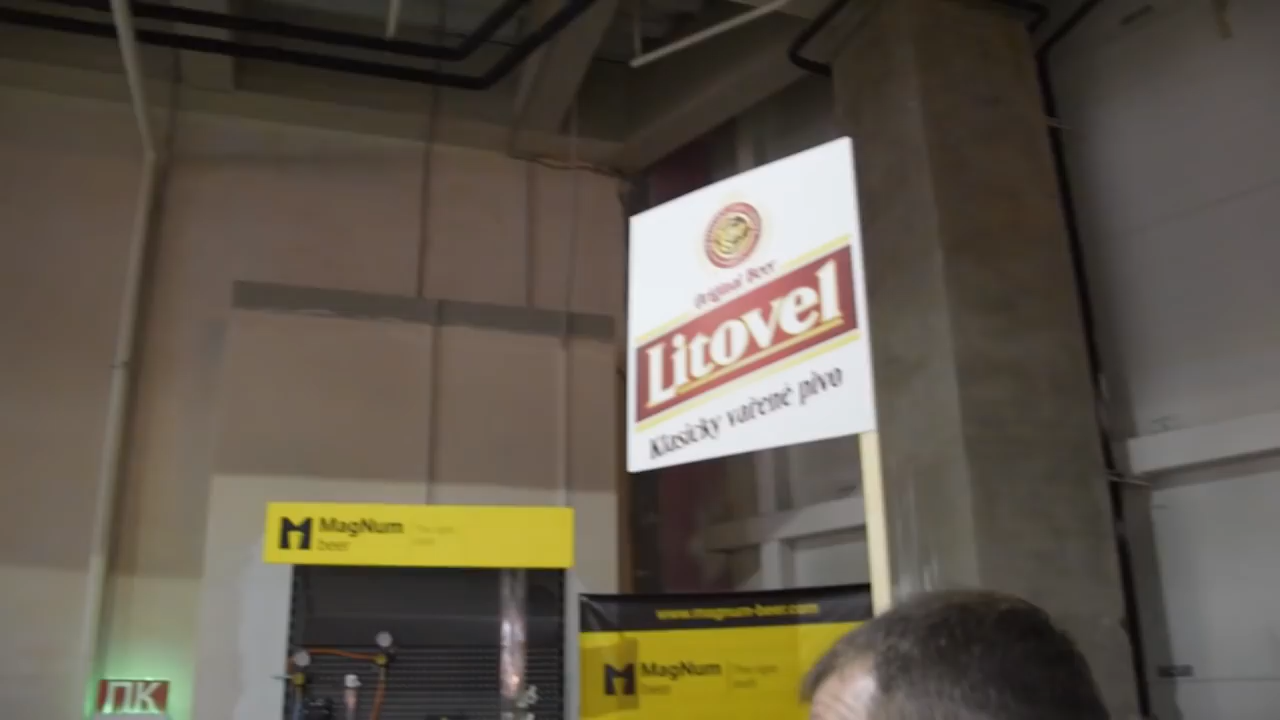 Original Beer
Litovel
Klasicky vařené pivo
MagNum
beer
www.magnum-beer.com
MagNum
beer
ПК